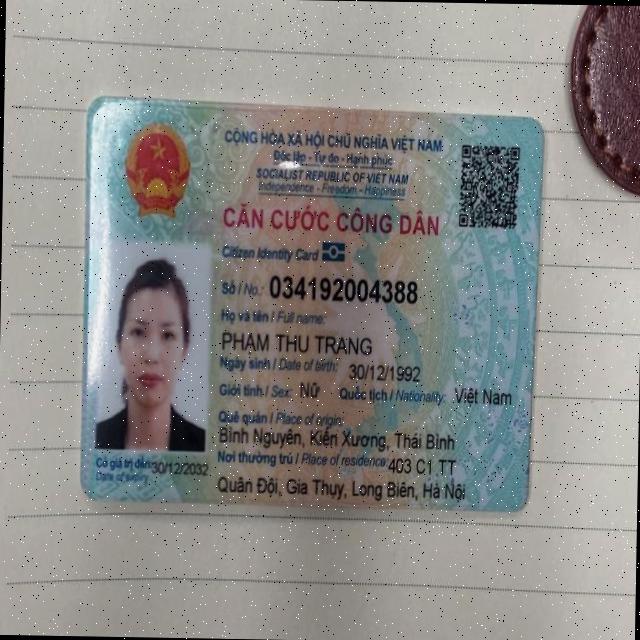 CỘNG HÒA XÃ HỘI CHỦ NGHĨA VIỆT NAM
Độc lập - Tự do - Hạnh phúc
SOCIALIST REPUBLIC OF VIET NAM
Independence - Freedom - Happiness
CĂN CƯỚC CÔNG DÂN
Citizen Identity Card
Số / No.: 034192004388
Họ và tên / Full name:
PHẠM THU TRANG
Ngày sinh / Date of birth: 30/12/1992
Giới tính / Sex: Nữ Quốc tịch / Nationality: Việt Nam
Quê quán / Place of origin:
Bình Nguyên, Kiến Xương, Thái Bình
Nơi thường trú / Place of residence: 403 C1 TT
Quân Đội, Gia Thụy, Long Biên, Hà Nội
Có giá trị đến: 30/12/2032
Date of expiry